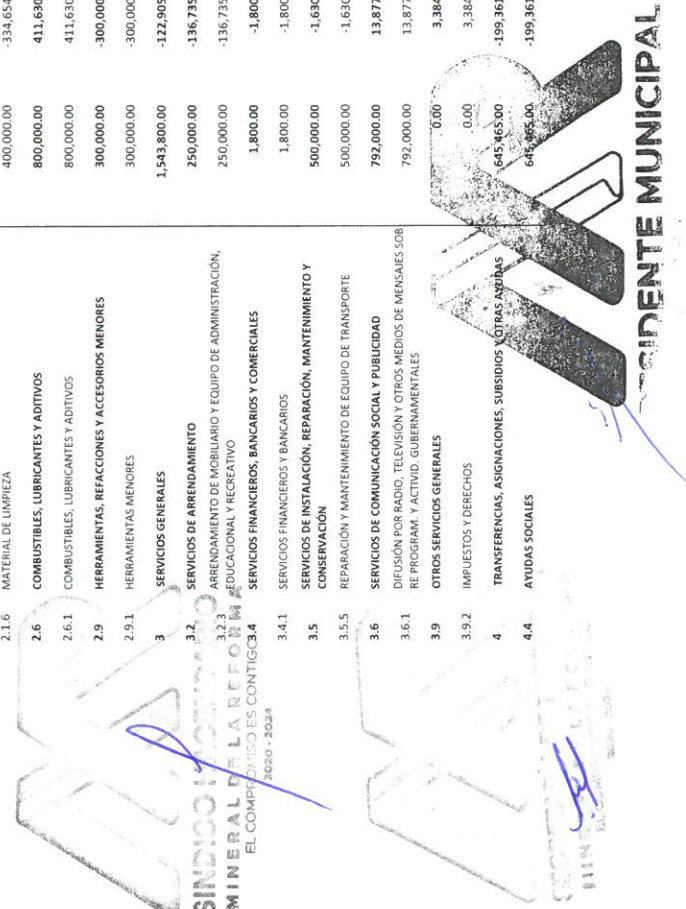 2.1.6 MATERIAL DE LIMPIEZA 400,000.00 -334,654
2.6 COMBUSTIBLES, LUBRICANTES Y ADITIVOS 800,000.00 411,630
2.6.1 COMBUSTIBLES, LUBRICANTES Y ADITIVOS 800,000.00 411,630
2.9 HERRAMIENTAS, REFACCIONES Y ACCESORIOS MENORES 300,000.00 -300,000
2.9.1 HERRAMIENTAS MENORES 300,000.00 -300,000
3 SERVICIOS GENERALES 1,543,800.00 -122,905
3.2 SERVICIOS DE ARRENDAMIENTO 250,000.00 -136,735
3.2.3 ARRENDAMIENTO DE MOBILIARIO Y EQUIPO DE ADMINISTRACIÓN, 250,000.00 -136,735
EDUCACIONAL Y RECREATIVO
3.4 SERVICIOS FINANCIEROS, BANCARIOS Y COMERCIALES 1,800.00 -1,800
3.4.1 SERVICIOS FINANCIEROS Y BANCARIOS 1,800.00 -1,800
3.5 SERVICIOS DE INSTALACIÓN, REPARACIÓN, MANTENIMIENTO Y 500,000.00 -1,630
CONSERVACIÓN
3.5.5 REPARACIÓN Y MANTENIMIENTO DE EQUIPO DE TRANSPORTE 500,000.00 -1,630
3.6 SERVICIOS DE COMUNICACIÓN SOCIAL Y PUBLICIDAD 792,000.00 13,877
3.6.1 DIFUSIÓN POR RADIO, TELEVISIÓN Y OTROS MEDIOS DE MENSAJES SOB 792,000.00 13,877
RE PROGRAM. Y ACTIVID. GUBERNAMENTALES
3.9 OTROS SERVICIOS GENERALES 0.00 3,384
3.9.2 IMPUESTOS Y DERECHOS 0.00 3,384
4 TRANSFERENCIAS, ASIGNACIONES, SUBSIDIOS Y OTRAS AYUDAS 645,465.00 -199,361
4.4 AYUDAS SOCIALES 645,465.00 -199,361
MINERAL DE LA REFORMA
EL COMPROMISO ES CONTIGO
2020 - 2024
MUNICIPAL